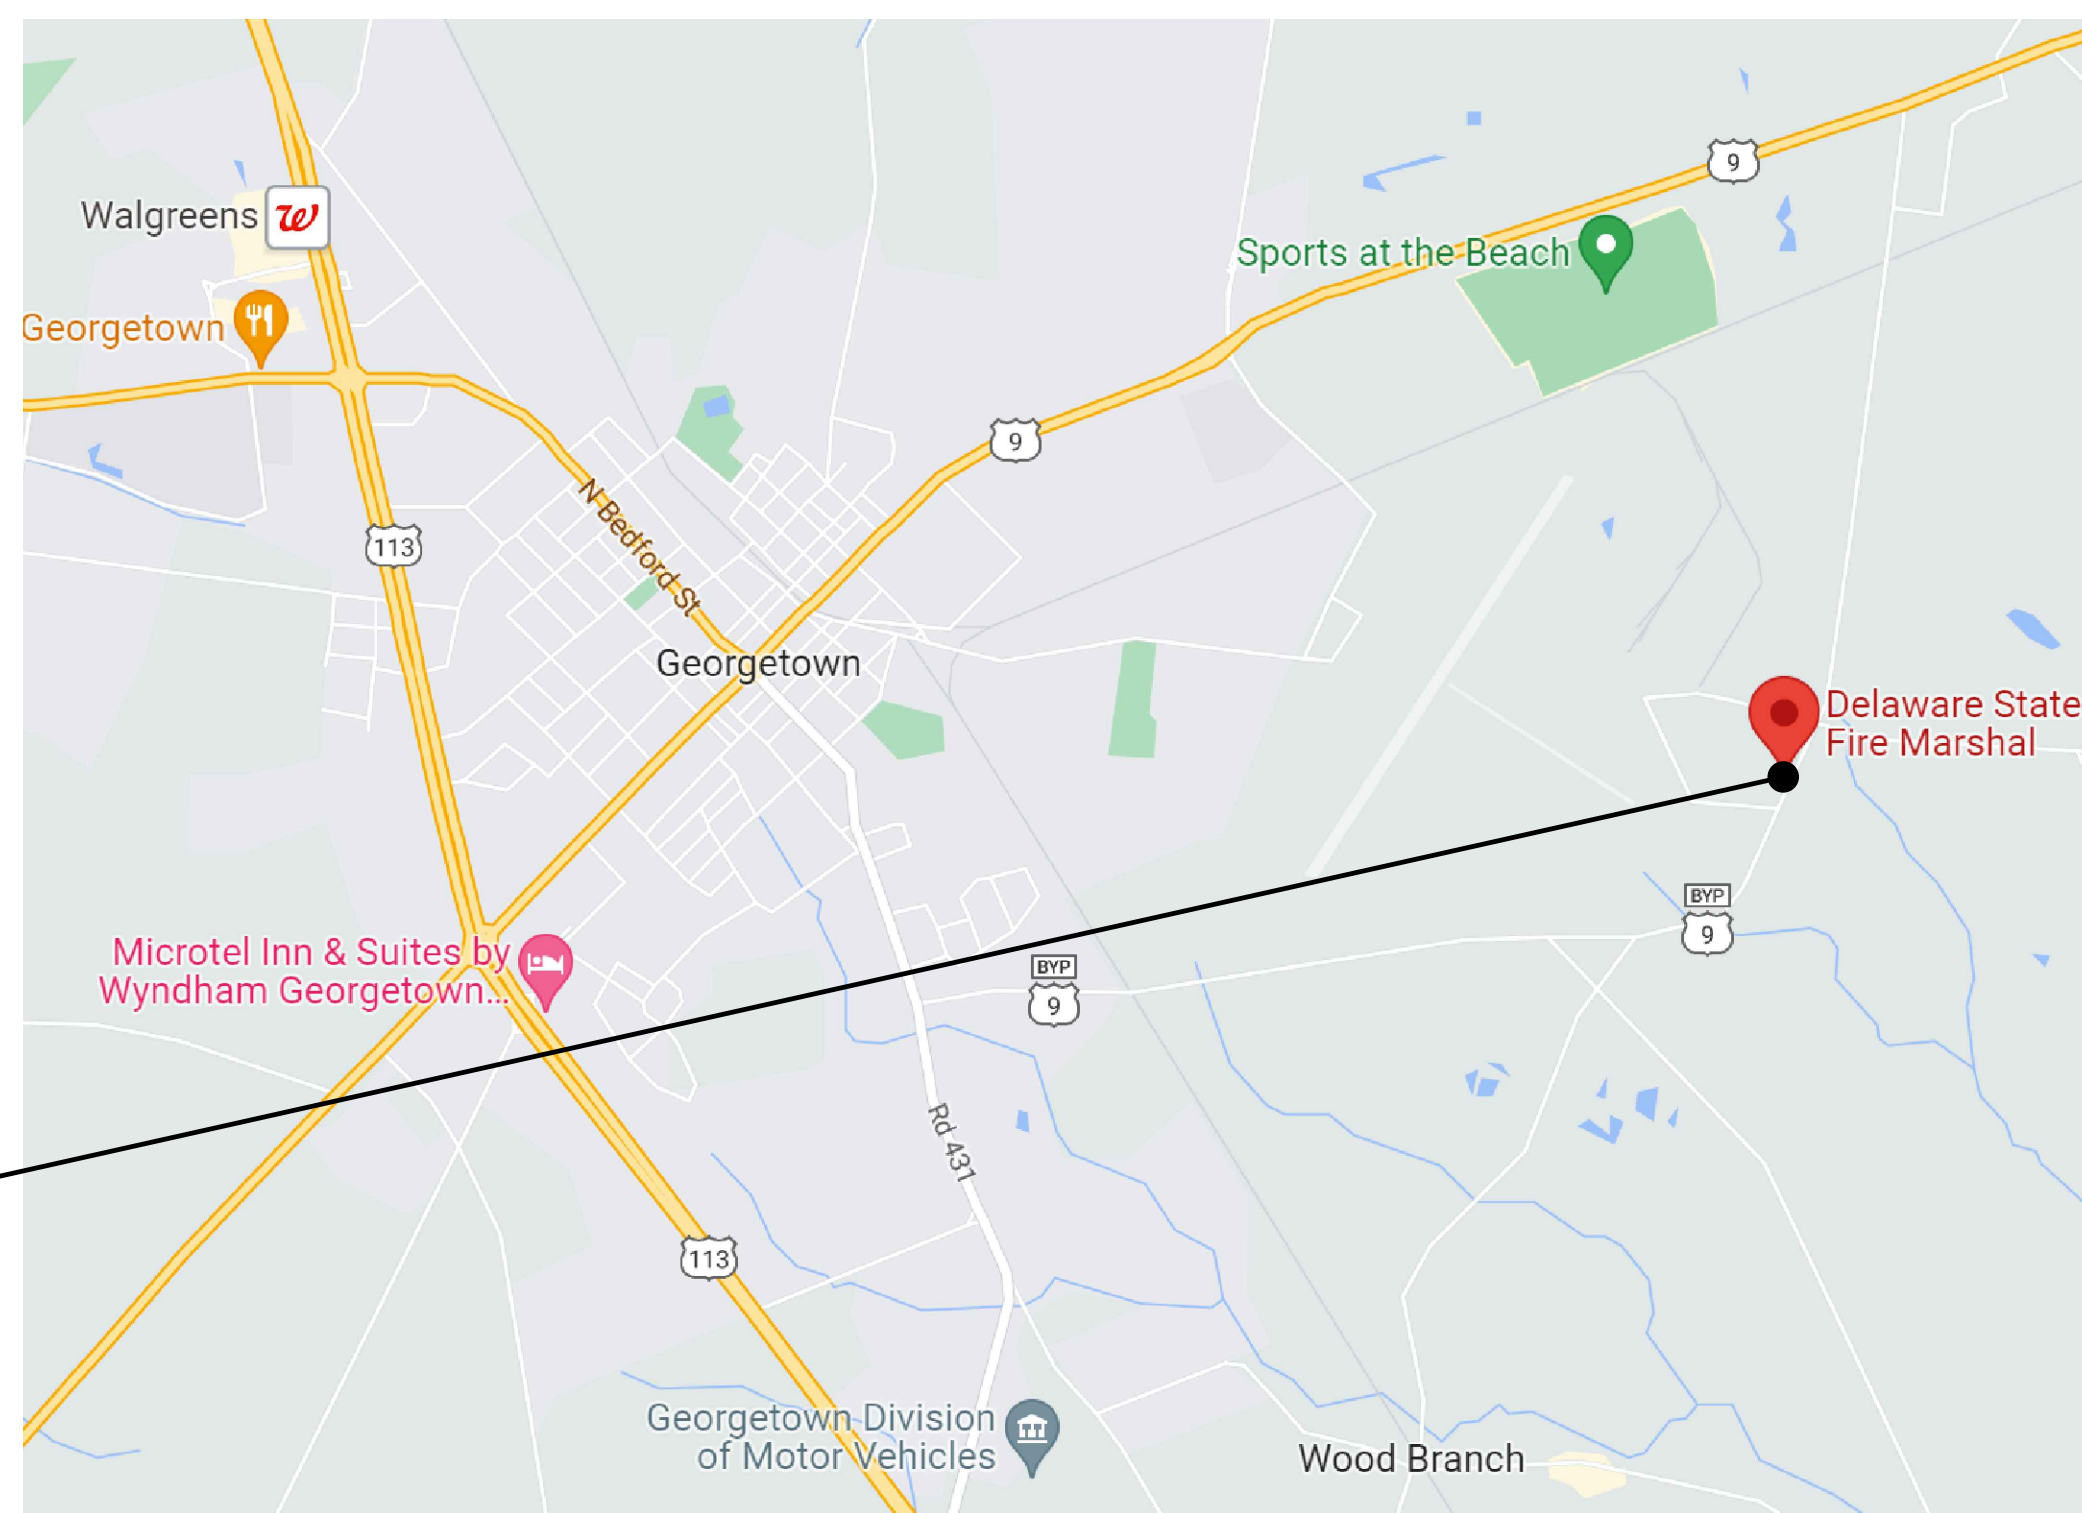 9
Walgreens
Sports at the Beach
Georgetown
9
N Bedford St
113
Georgetown
Delaware State
Fire Marshal
BYP
9
Microtel Inn & Suites by
Wyndham Georgetown...
BYP
9
Rd 431
113
Georgetown Division
of Motor Vehicles
Wood Branch